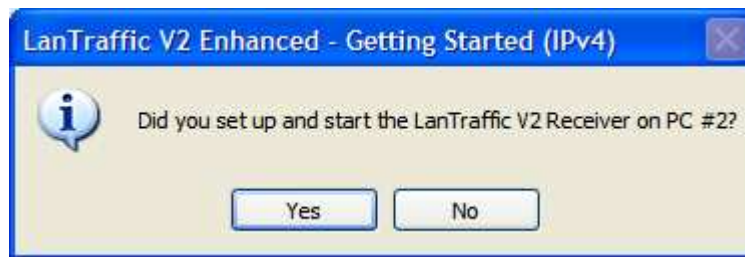 LanTraffic V2 Enhanced - Getting Started (IPv4)
Did you set up and start the LanTraffic V2 Receiver on PC #2?
Yes No